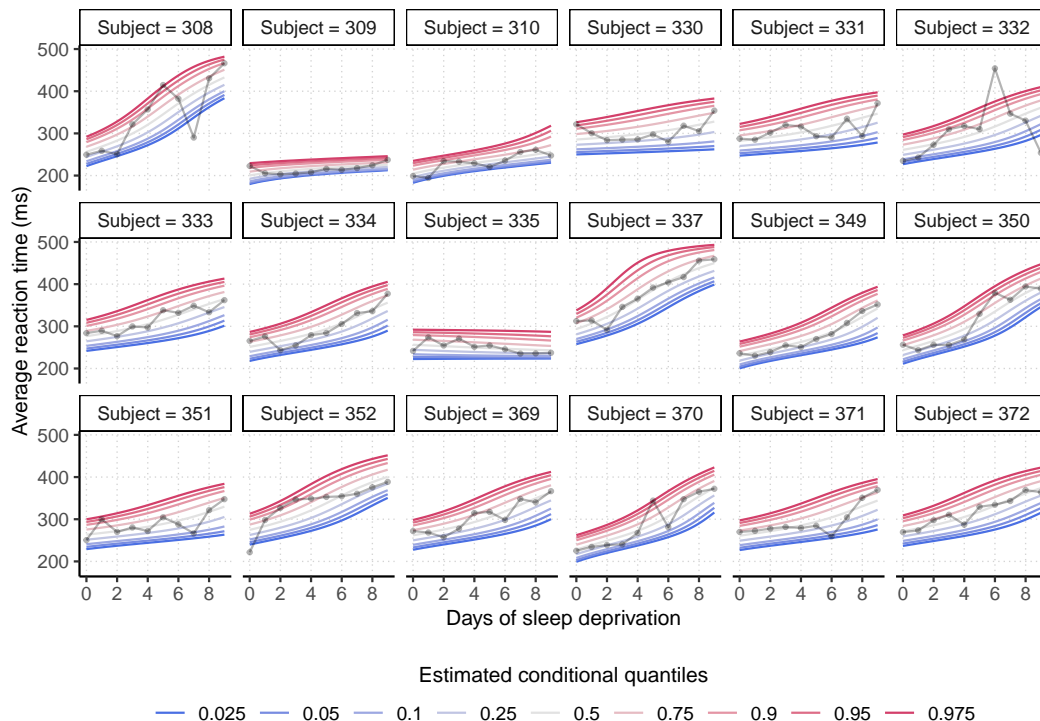 Subject = 308 Subject = 309 Subject = 310 Subject = 330 Subject = 331 Subject = 332
500
400
300
200
Subject = 333 Subject = 334 Subject = 335 Subject = 337 Subject = 349 Subject = 350
500
400
300
200
Subject = 351 Subject = 352 Subject = 369 Subject = 370 Subject = 371 Subject = 372
500
400
300
200
0 2 4 6 8 0 2 4 6 8 0 2 4 6 8 0 2 4 6 8 0 2 4 6 8 0 2 4 6 8
Average reaction time (ms)
Days of sleep deprivation
Estimated conditional quantiles
0.025 0.05 0.1 0.25 0.5 0.75 0.9 0.95 0.975